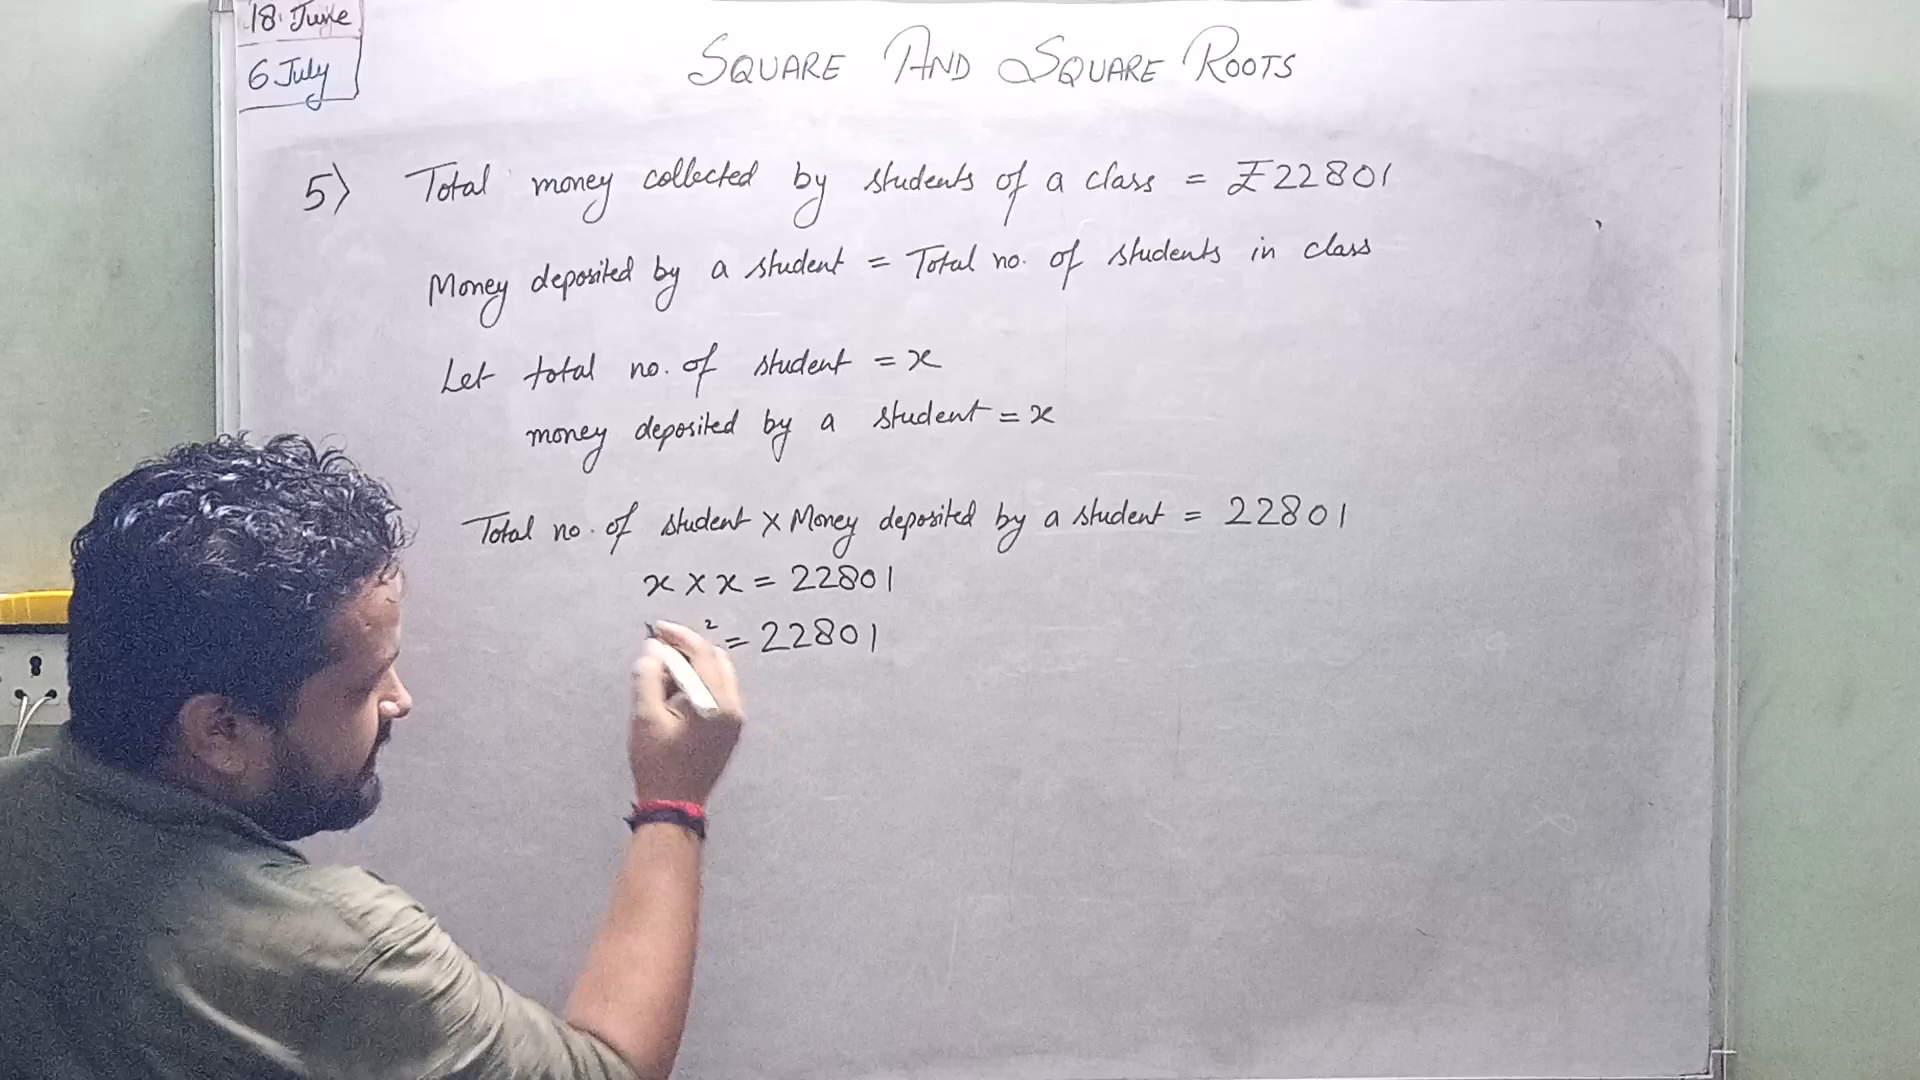 18 June
6 July
SQUARE AND SQUARE ROOTS
5) Total money collected by students of a class = ₹22801
Money deposited by a student = Total no. of students in class
Let total no. of student = x
money deposited by a student = x
Total no. of student × Money deposited by a student = 22801
x × x = 22801
² = 22801